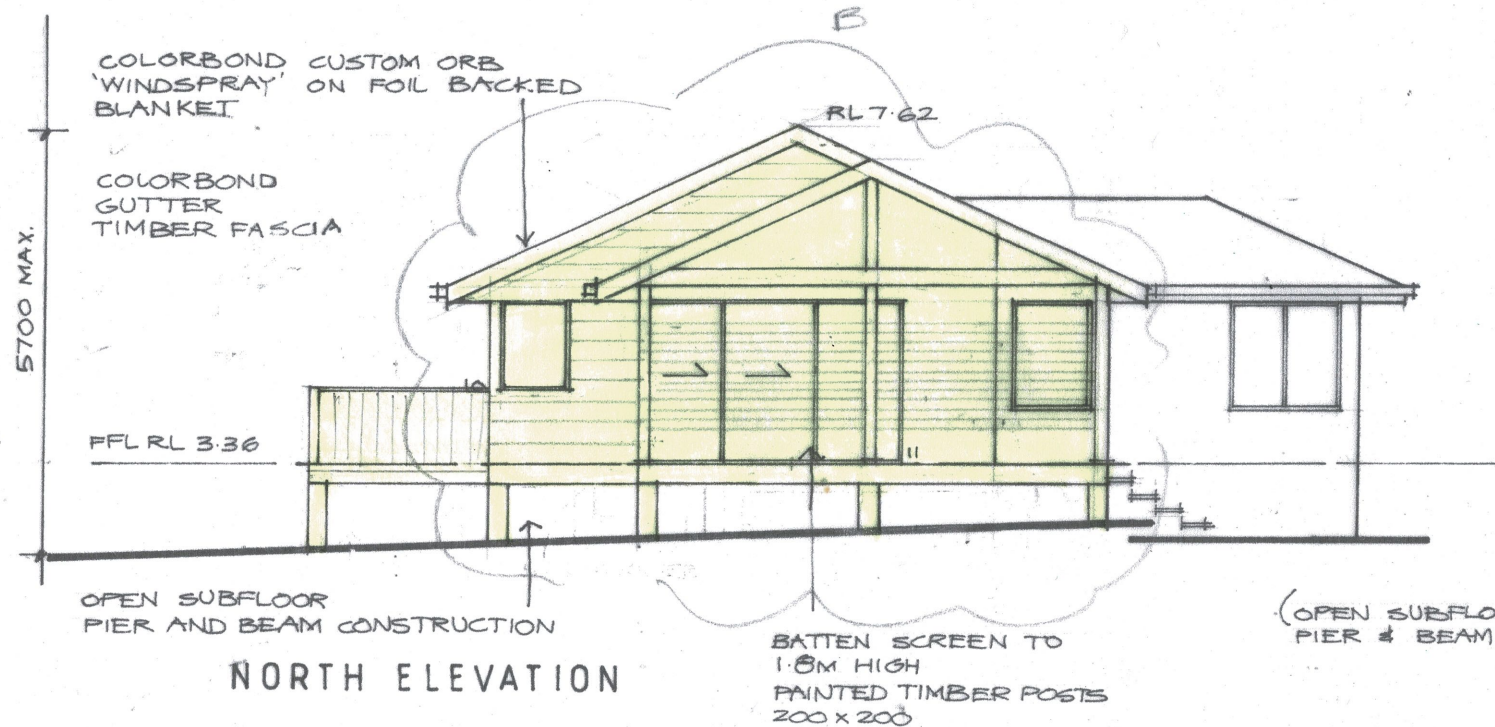 B
COLORBOND CUSTOM ORB
'WINDSPRAY' ON FOIL BACKED
BLANKET
RL 7.62
COLORBOND
GUTTER
TIMBER FASCIA
5700 MAX.
FFL RL 3.36
OPEN SUBFLOOR
PIER AND BEAM CONSTRUCTION
NORTH ELEVATION
BATTEN SCREEN TO
1.8M HIGH
PAINTED TIMBER POSTS
200 x 200
(OPEN SUBFLO
PIER & BEAM